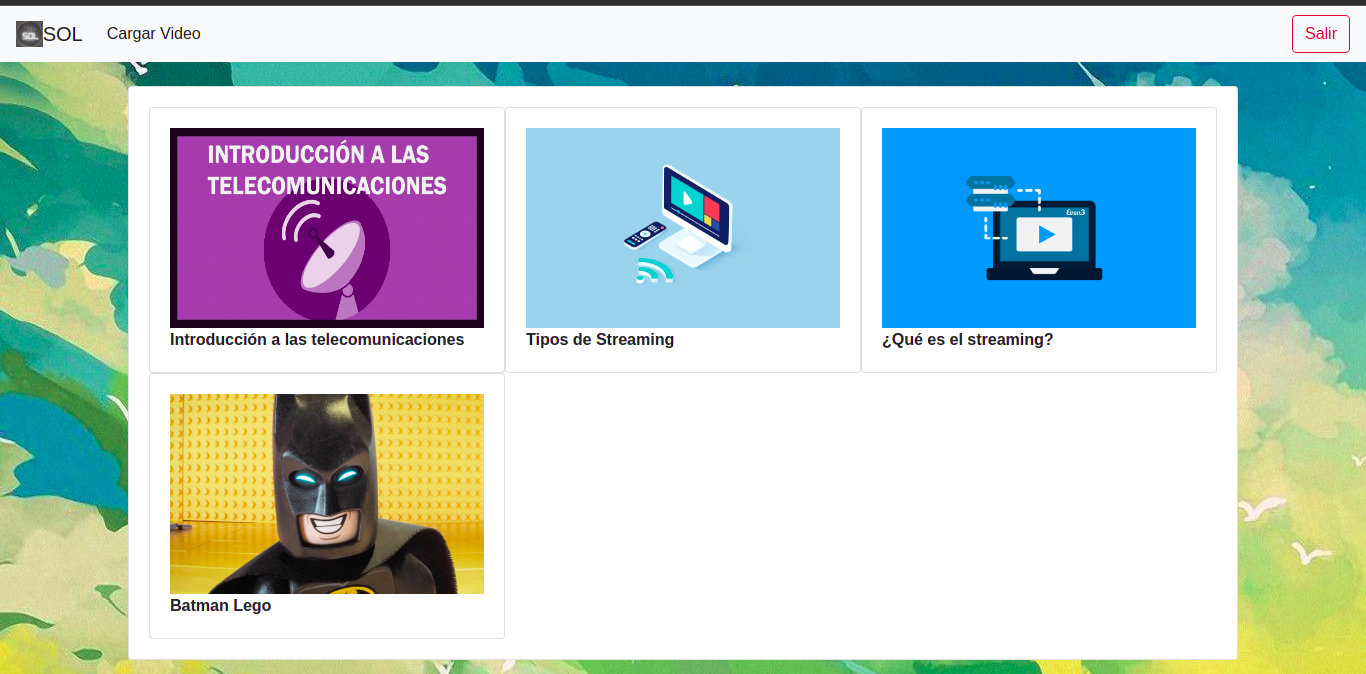 SOL SOL Cargar Video Salir
INTRODUCCIÓN A LAS
TELECOMUNICACIONES
Even3
Introducción a las telecomunicaciones Tipos de Streaming ¿Qué es el streaming?
Batman Lego